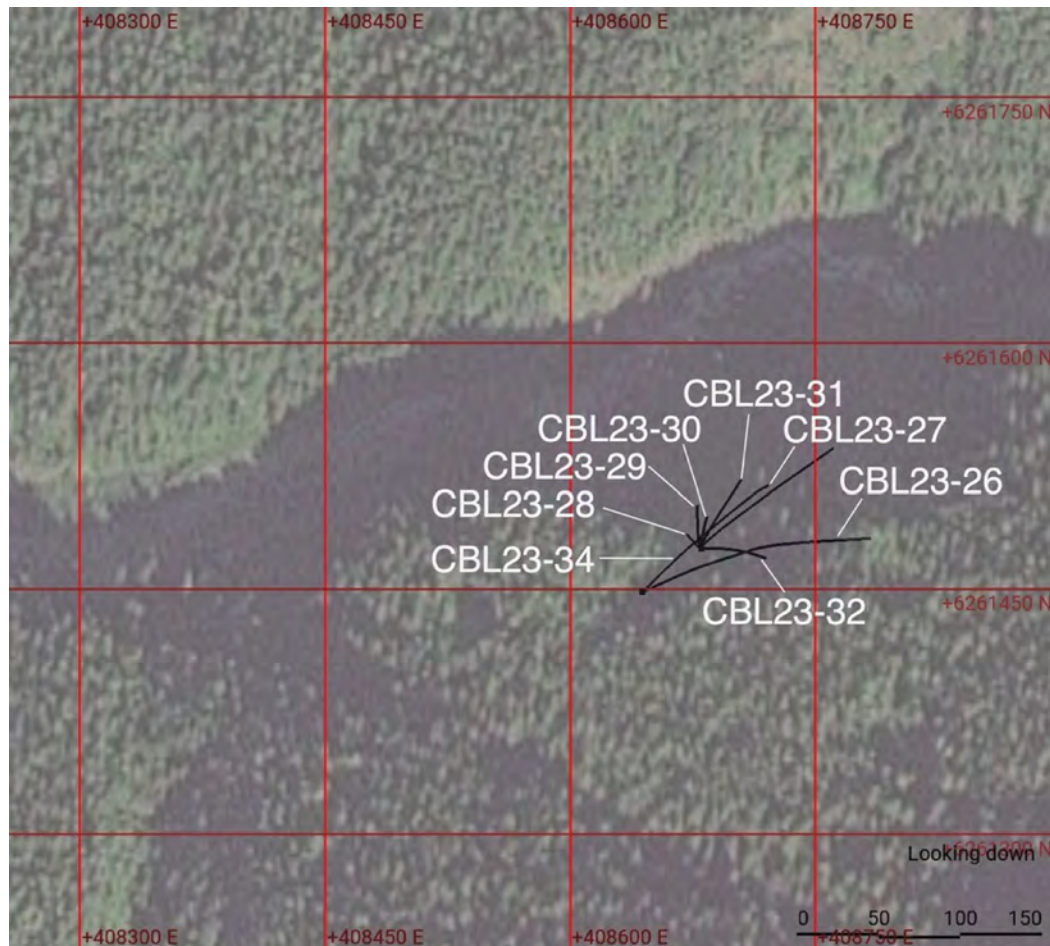 +408300 E +408450 E +408600 E +408750 E
+6261750 N
+6261600 N
CBL23-31
CBL23-30 CBL23-27
CBL23-29
CBL23-26
CBL23-28
CBL23-34
+6261450 N
CBL23-32
+6261300 N
Looking down
0 50 100 150
+408300 E +408450 E +408600 E +408750 E